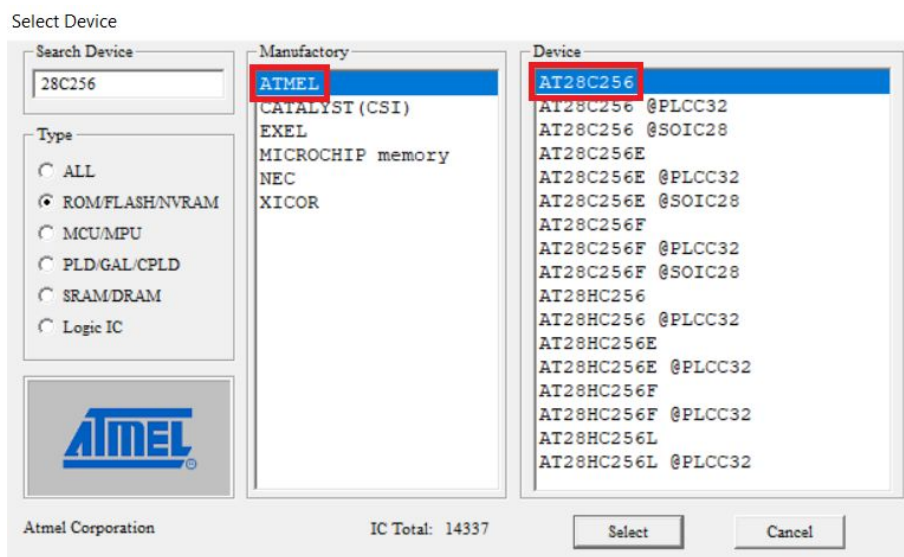 Select Device
Search Device
28C256
Type
ALL
ROM/FLASH/NVRAM
MCU/MPU
PLD/GAL/CPLD
SRAM/DRAM
Logic IC
ATMEL
®
Atmel Corporation
Manufactory
ATMEL
CATALYST(CSI)
EXEL
MICROCHIP memory
NEC
XICOR
IC Total: 14337
Device
AT28C256
AT28C256 @PLCC32
AT28C256 @SOIC28
AT28C256E
AT28C256E @PLCC32
AT28C256E @SOIC28
AT28C256F
AT28C256F @PLCC32
AT28C256F @SOIC28
AT28HC256
AT28HC256 @PLCC32
AT28HC256E
AT28HC256E @PLCC32
AT28HC256F
AT28HC256F @PLCC32
AT28HC256L
AT28HC256L @PLCC32
Select
Cancel